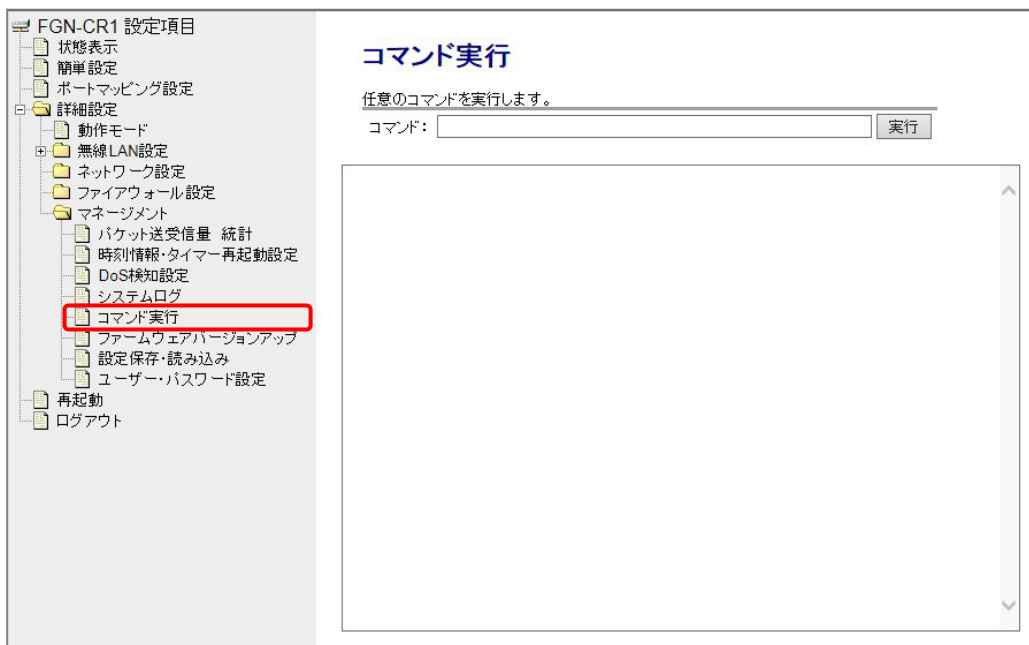 FGN-CR1 設定項目
状態表示
簡単設定
ポートマッピング設定
詳細設定
動作モード
無線LAN設定
ネットワーク設定
ファイアウォール設定
マネージメント
パケット送受信量 統計
時刻情報・タイマー再起動設定
DoS検知設定
システムログ
コマンド実行
ファームウェアバージョンアップ
設定保存・読み込み
ユーザー・パスワード設定
再起動
ログアウト
コマンド実行
任意のコマンドを実行します。
コマンド： 実行